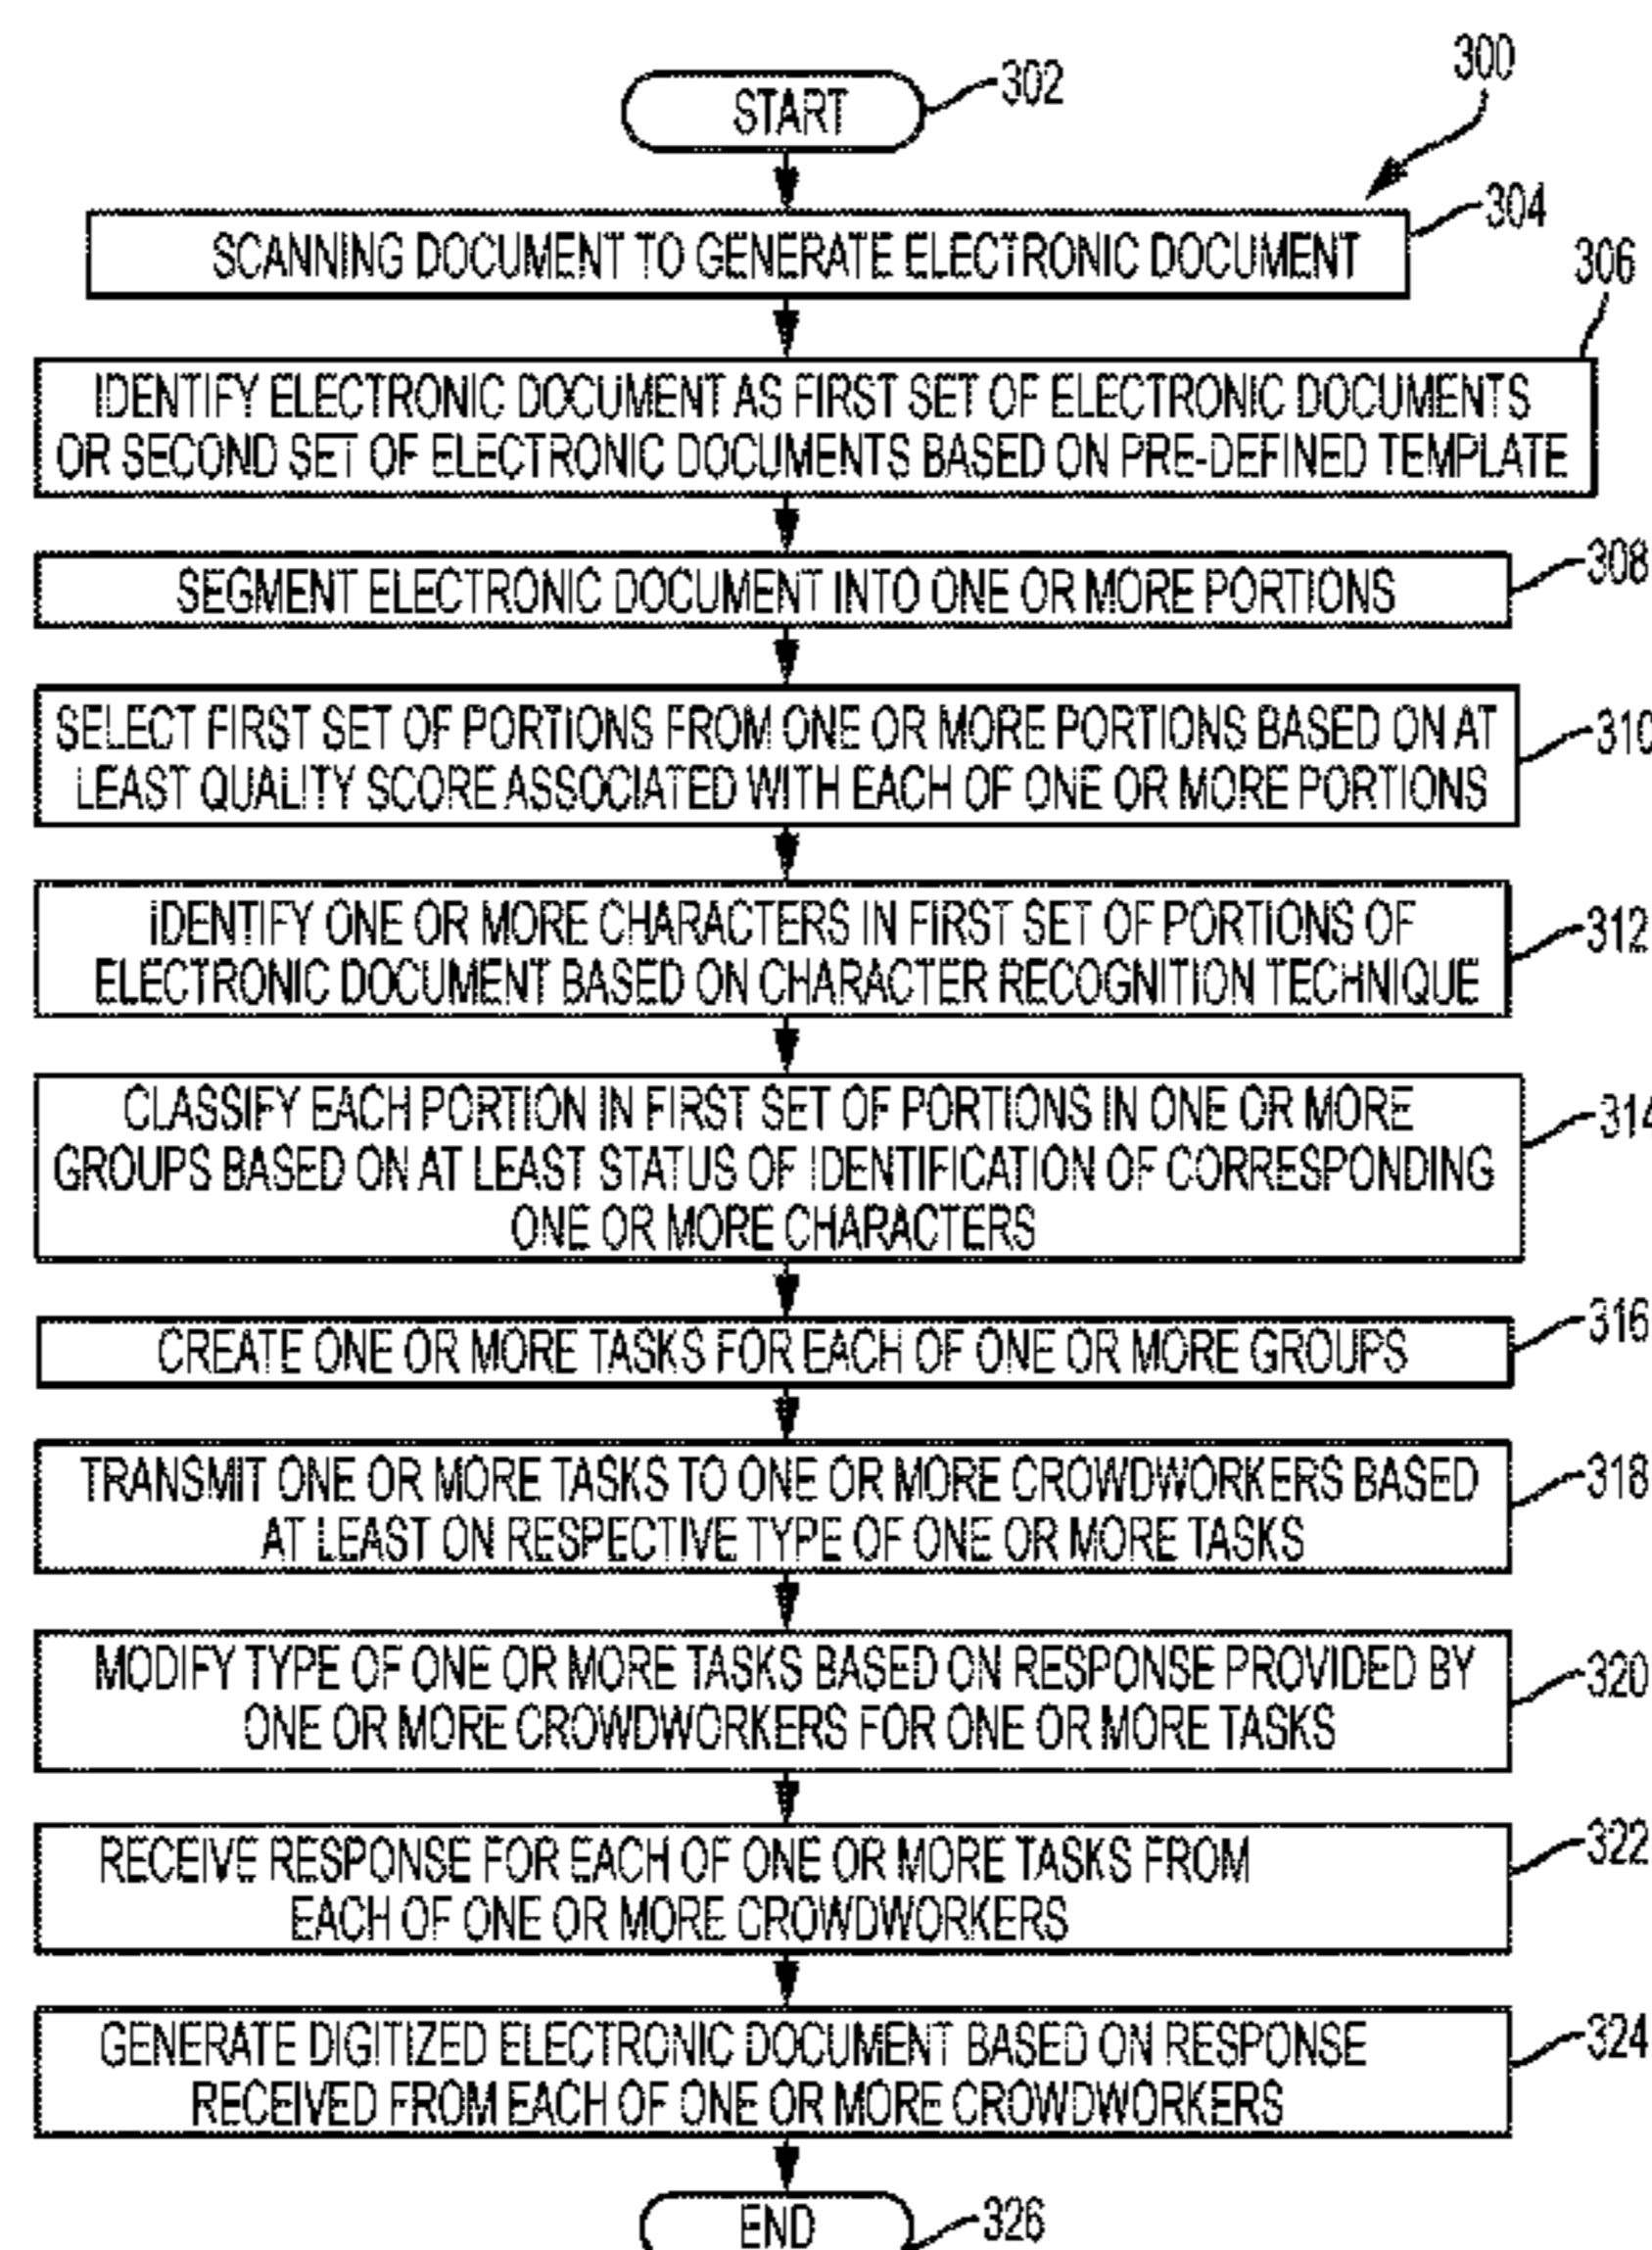 300
START
302
SCANNING DOCUMENT TO GENERATE ELECTRONIC DOCUMENT
304
306
IDENTIFY ELECTRONIC DOCUMENT AS FIRST SET OF ELECTRONIC DOCUMENTS
OR SECOND SET OF ELECTRONIC DOCUMENTS BASED ON PRE-DEFINED TEMPLATE
SEGMENT ELECTRONIC DOCUMENT INTO ONE OR MORE PORTIONS
308
SELECT FIRST SET OF PORTIONS FROM ONE OR MORE PORTIONS BASED ON AT
LEAST QUALITY SCORE ASSOCIATED WITH EACH OF ONE OR MORE PORTIONS
310
IDENTIFY ONE OR MORE CHARACTERS IN FIRST SET OF PORTIONS OF
ELECTRONIC DOCUMENT BASED ON CHARACTER RECOGNITION TECHNIQUE
312
CLASSIFY EACH PORTION IN FIRST SET OF PORTIONS IN ONE OR MORE
GROUPS BASED ON AT LEAST STATUS OF IDENTIFICATION OF CORRESPONDING
ONE OR MORE CHARACTERS
314
CREATE ONE OR MORE TASKS FOR EACH OF ONE OR MORE GROUPS
316
TRANSMIT ONE OR MORE TASKS TO ONE OR MORE CROWDWORKERS BASED
AT LEAST ON RESPECTIVE TYPE OF ONE OR MORE TASKS
318
MODIFY TYPE OF ONE OR MORE TASKS BASED ON RESPONSE PROVIDED BY
ONE OR MORE CROWDWORKERS FOR ONE OR MORE TASKS
320
RECEIVE RESPONSE FOR EACH OF ONE OR MORE TASKS FROM
EACH OF ONE OR MORE CROWDWORKERS
322
GENERATE DIGITIZED ELECTRONIC DOCUMENT BASED ON RESPONSE
RECEIVED FROM EACH OF ONE OR MORE CROWDWORKERS
324
END
326